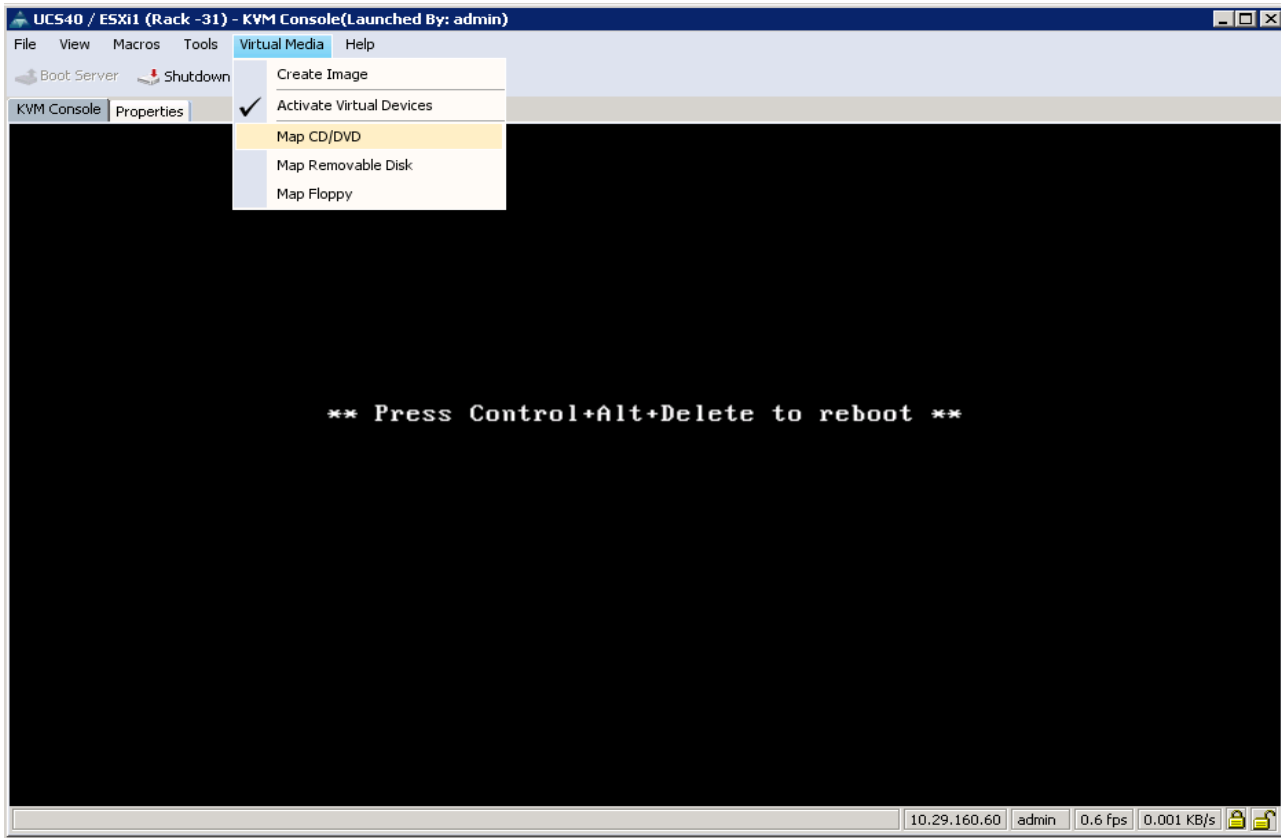 UCS40 / ESXi1 (Rack -31) - KVM Console(Launched By: admin)
File View Macros Tools Virtual Media Help
Boot Server Shutdown
Create Image
KVM Console Properties
Activate Virtual Devices
Map CD/DVD
Map Removable Disk
Map Floppy
** Press Control+Alt+Delete to reboot **
10.29.160.60 admin 0.6 fps 0.001 KB/s